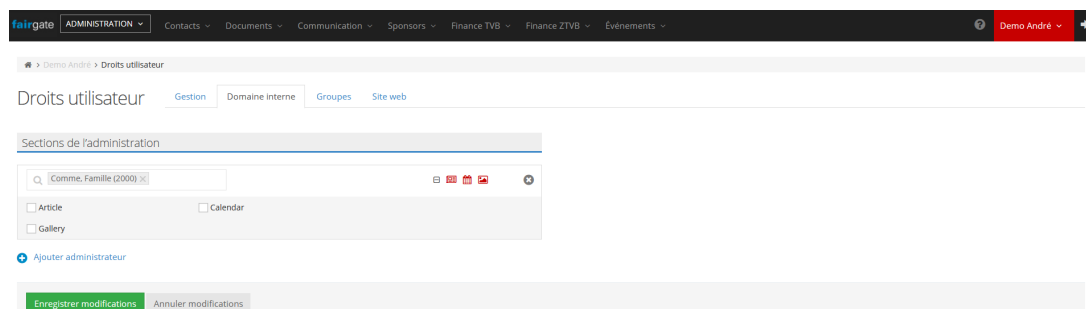 fairgate ADMINISTRATION Contacts Documents Communication Sponsors Finance TVB Finance ZTVB Événements Demo André
Demo André > Droits utilisateur
Droits utilisateur Gestion Domaine interne Groupes Site web
Sections de l'administration
Comme, Famille (2000)
Article Calendar
Gallery
Ajouter administrateur
Enregistrer modifications Annuler modifications